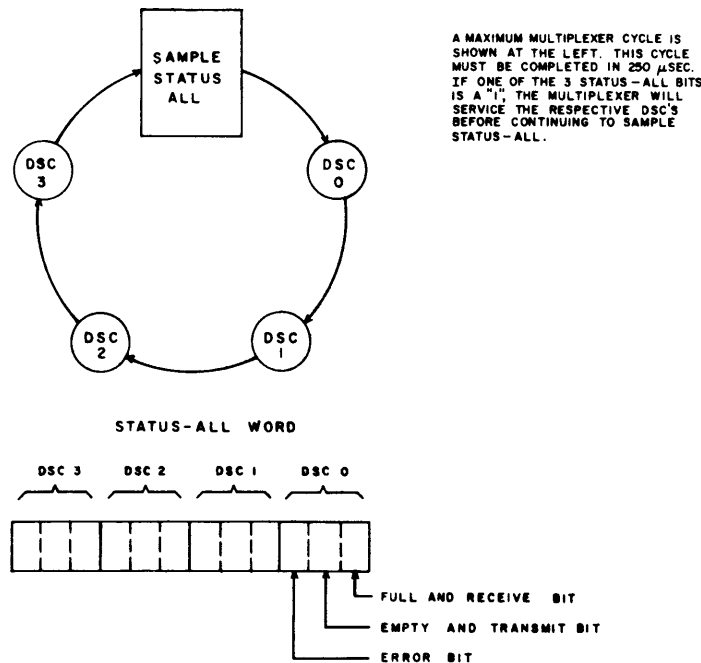 SAMPLE
STATUS
ALL
A MAXIMUM MULTIPLEXER CYCLE IS
SHOWN AT THE LEFT. THIS CYCLE
MUST BE COMPLETED IN 250 µSEC.
IF ONE OF THE 3 STATUS-ALL BITS
IS A "1", THE MULTIPLEXER WILL
SERVICE THE RESPECTIVE DSC'S
BEFORE CONTINUING TO SAMPLE
STATUS-ALL.
DSC
3
DSC
0
DSC
2
DSC
1
STATUS-ALL WORD
DSC 3 DSC 2 DSC 1 DSC 0
FULL AND RECEIVE BIT
EMPTY AND TRANSMIT BIT
ERROR BIT